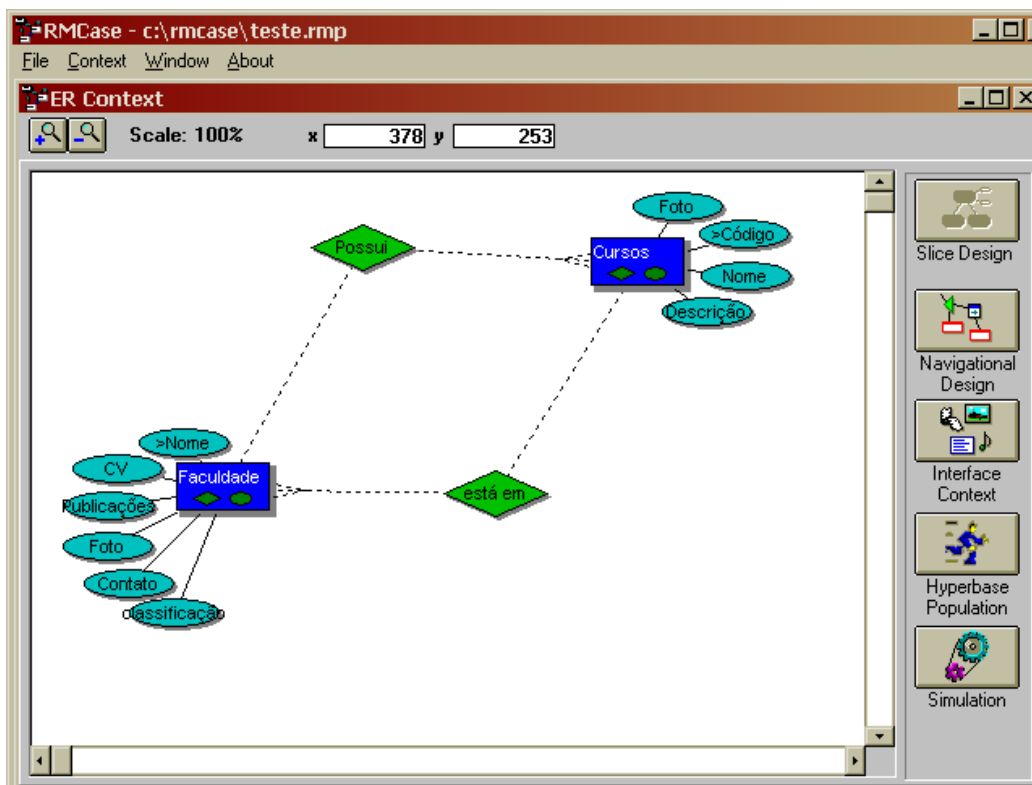 RMCase - c:\rmcase\teste.rmp
File Context Window About
ER Context
Scale: 100% x 378 y 253
Foto
>Código
Possui
Cursos
Nome
Descrição
>Nome
CV
Faculdade
Publicações
está em
Foto
Contato
classificação
Slice Design
Navigational
Design
Interface
Context
Hyperbase
Population
Simulation